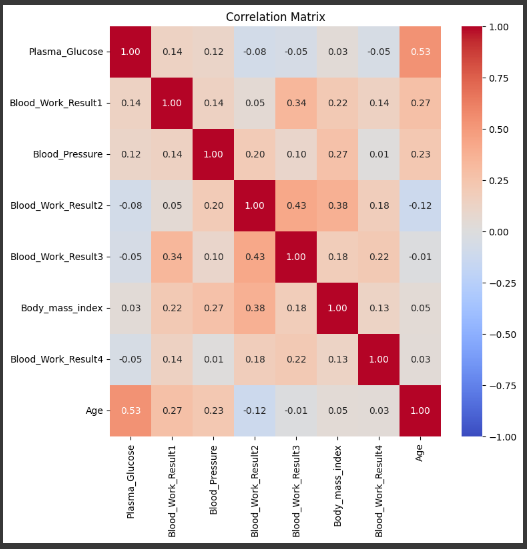 Correlation Matrix
Plasma_Glucose 1.00 0.14 0.12 -0.08 -0.05 0.03 -0.05 0.53
Blood_Work_Result1 0.14 1.00 0.14 0.05 0.34 0.22 0.14 0.27
Blood_Pressure 0.12 0.14 1.00 0.20 0.10 0.27 0.01 0.23
Blood_Work_Result2 -0.08 0.05 0.20 1.00 0.43 0.38 0.18 -0.12
Blood_Work_Result3 -0.05 0.34 0.10 0.43 1.00 0.18 0.22 -0.01
Body_mass_index 0.03 0.22 0.27 0.38 0.18 1.00 0.13 0.05
Blood_Work_Result4 -0.05 0.14 0.01 0.18 0.22 0.13 1.00 0.03
Age 0.53 0.27 0.23 -0.12 -0.01 0.05 0.03 1.00
Plasma_Glucose
Blood_Work_Result1
Blood_Pressure
Blood_Work_Result2
Blood_Work_Result3
Body_mass_index
Blood_Work_Result4
Age
1.00
0.75
0.50
0.25
0.00
−0.25
−0.50
−0.75
−1.00